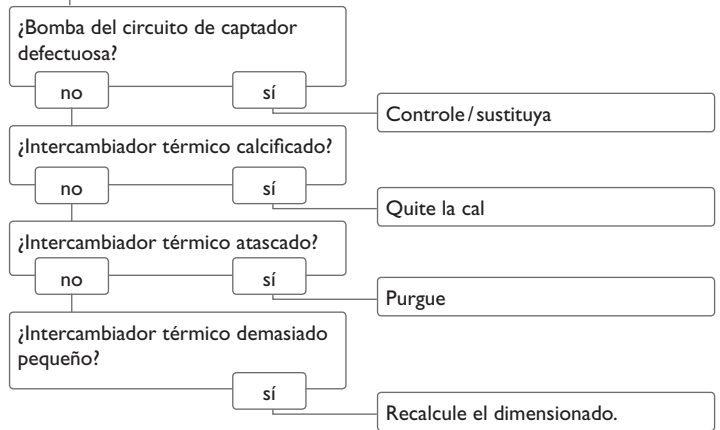 ¿Bomba del circuito de captador
defectuosa?
no
sí
Controle/sustituya
¿Intercambiador térmico calcificado?
no
sí
Quite la cal
¿Intercambiador térmico atascado?
no
sí
Purgue
¿Intercambiador térmico demasiado
pequeño?
sí
Recalcule el dimensionado.